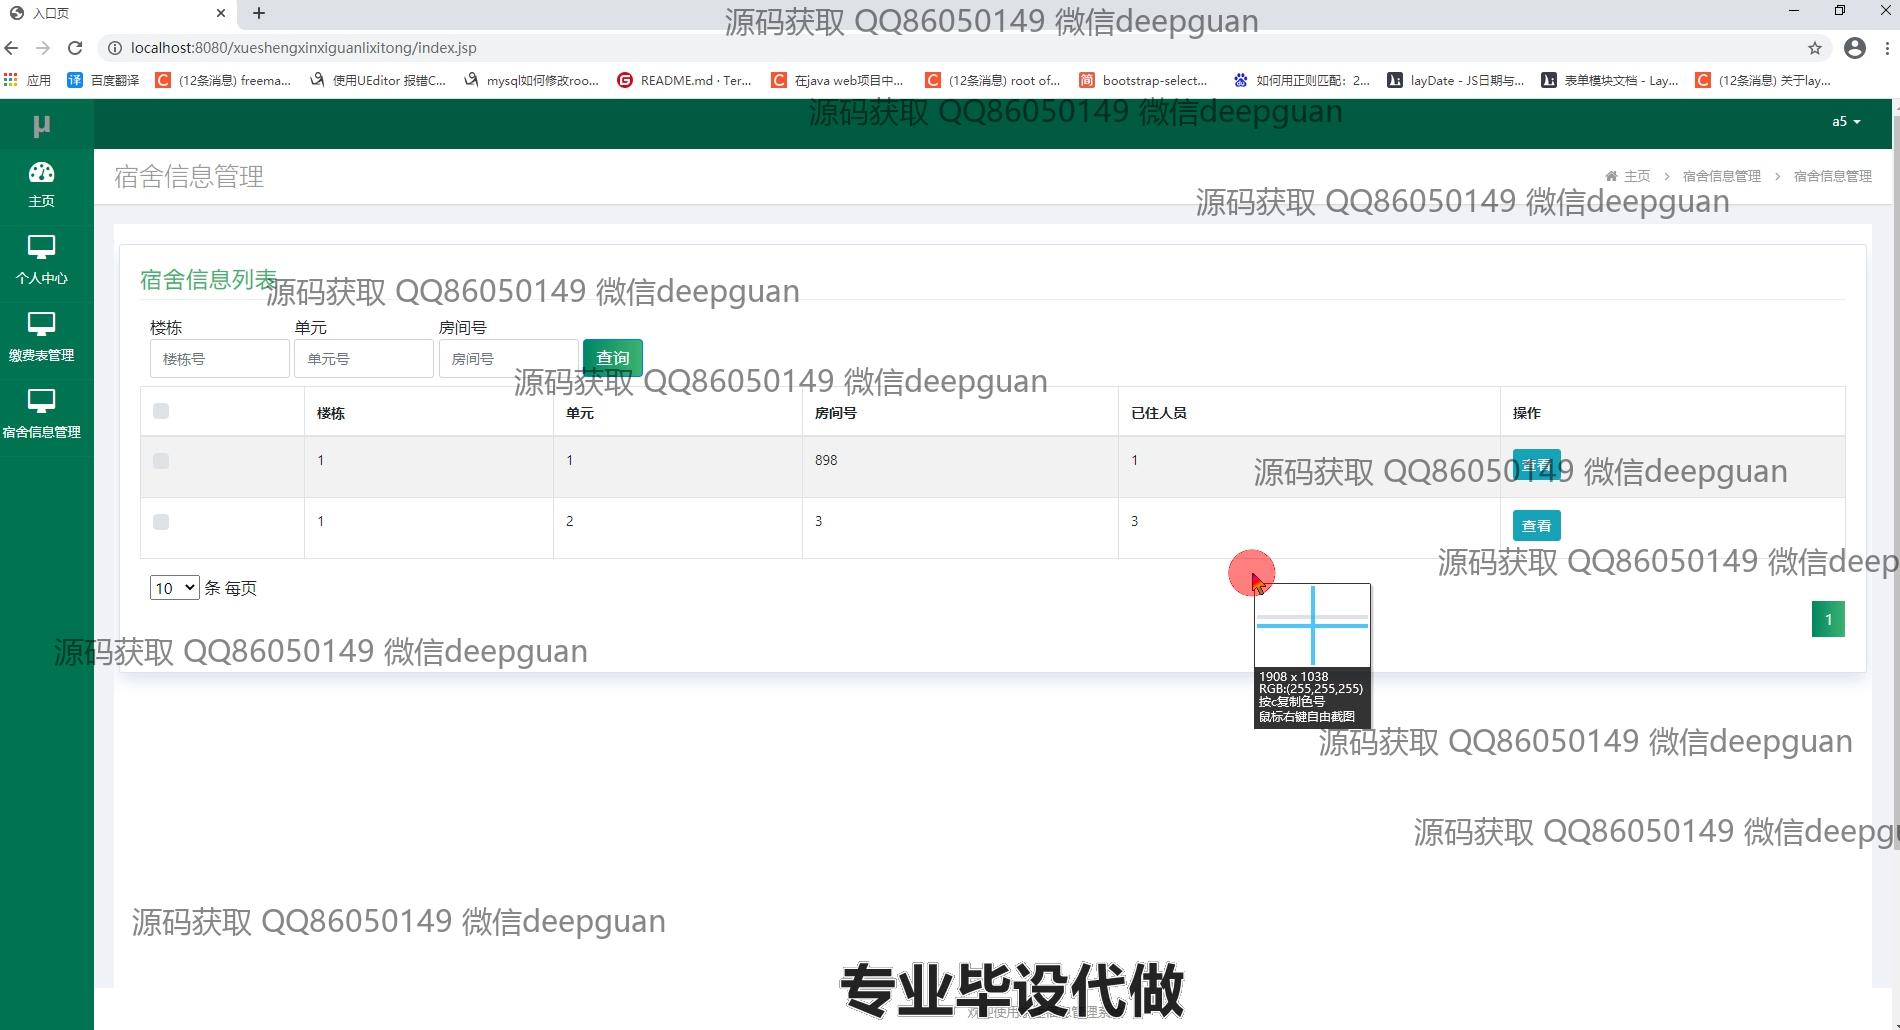 入口页
源码获取 QQ86050149 微信deepguan
localhost:8080/xueshengxinxiguanlixitong/index.jsp
应用 百度翻译 (12条消息) freema... 使用UEditor 报错C... mysql如何修改roo... README.md · Ter... 在java web项目中... (12条消息) root of... bootstrap-select... 如何用正则匹配：2... layDate - JS日期与... 表单模块文档 - Lay... (12条消息) 关于lay...
源码获取 QQ86050149 微信deepguan
μ
a5
主页
宿舍信息管理
主页 > 宿舍信息管理 > 宿舍信息管理
源码获取 QQ86050149 微信deepguan
个人中心
宿舍信息列表
源码获取 QQ86050149 微信deepguan
缴费表管理
楼栋 单元 房间号
楼栋号 单元号 房间号 查询
源码获取 QQ86050149 微信deepguan
宿舍信息管理
楼栋 单元 房间号 已住人员 操作
1 1 898 1 查看
源码获取 QQ86050149 微信deepguan
1 2 3 3 查看
源码获取 QQ86050149 微信deep
10 条 每页
1
源码获取 QQ86050149 微信deepguan
1908 x 1038
RGB:(255,255,255)
按c复制色号
鼠标右键自由截图
源码获取 QQ86050149 微信deepguan
源码获取 QQ86050149 微信deepgu
源码获取 QQ86050149 微信deepguan
专业毕设代做